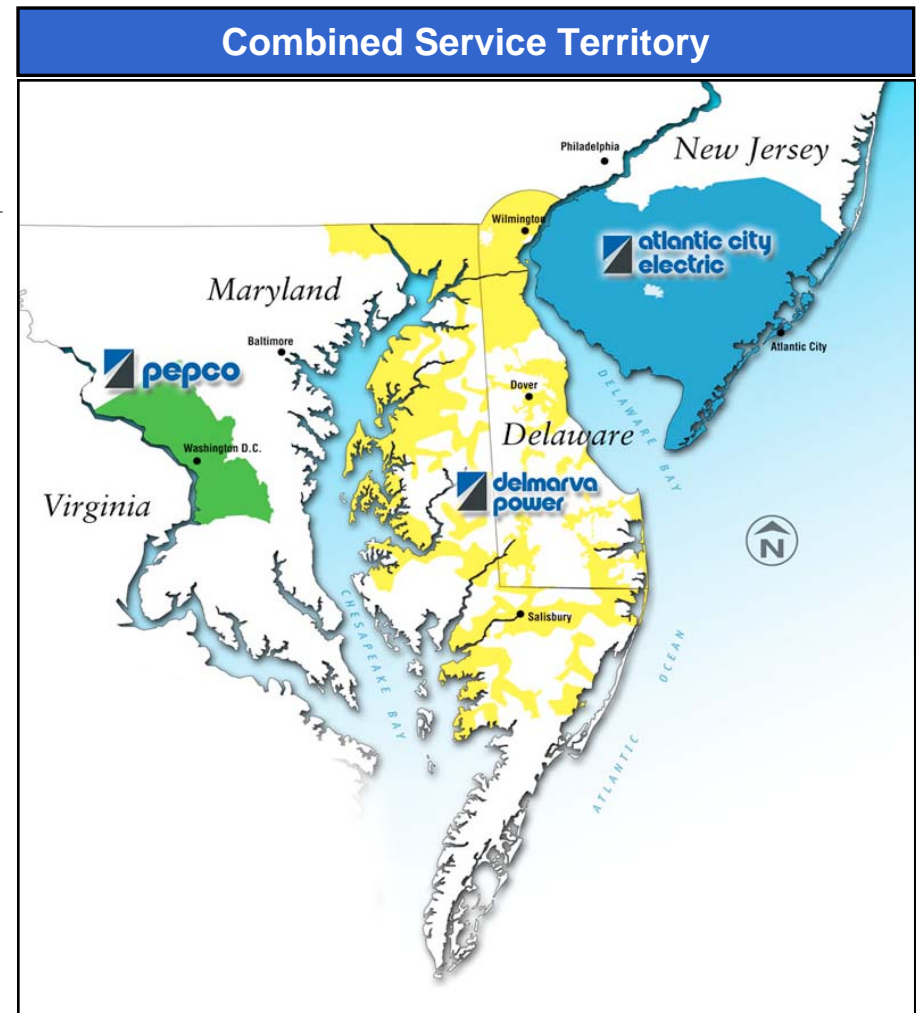 Combined Service Territory
Philadelphia
New Jersey
Wilmington
atlantic city
electric
Maryland
Baltimore
Atlantic City
pepco
Dover
DELAWARE BAY
Delaware
Washington D.C.
delmarva
power
Virginia
N
CHESAPEAKE BAY
Salisbury
ATLANTIC OCEAN